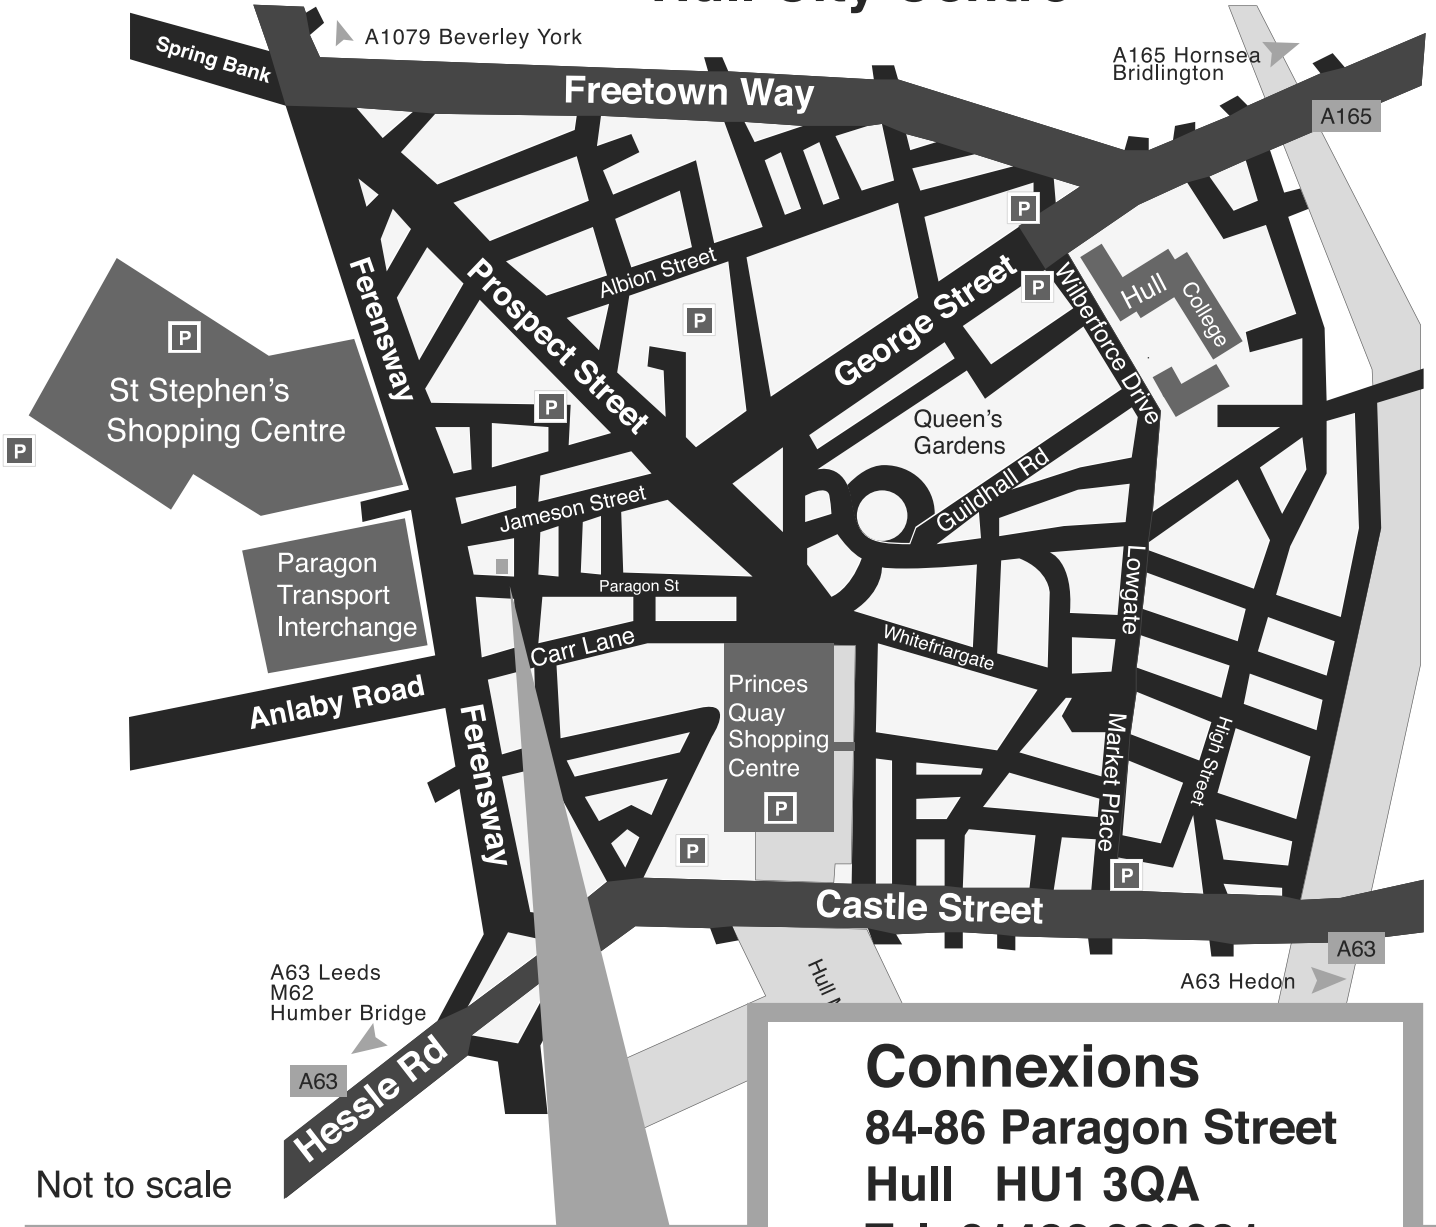 A1079 Beverley York
A165 Hornsea
Bridlington
Spring Bank
Freetown Way
A165
P
P
Albion Street
Ferensway
Prospect Street
George Street
Wilberforce Drive
Hull
College
P
P
P
St Stephen's
Shopping Centre
P
P
Queen's
Gardens
Guildhall Rd
Jameson Street
Paragon
Transport
Interchange
Paragon St
Lowgate
Carr Lane
Whitefriargate
Anlaby Road
Ferensway
Princes
Quay
Shopping
Centre
P
Market Place
High Street
P
P
Castle Street
A63
A63 Leeds
M62
Humber Bridge
A63 Hedon
Hull
A63
Hessle Rd
Connexions
84-86 Paragon Street
Hull HU1 3QA
Not to scale